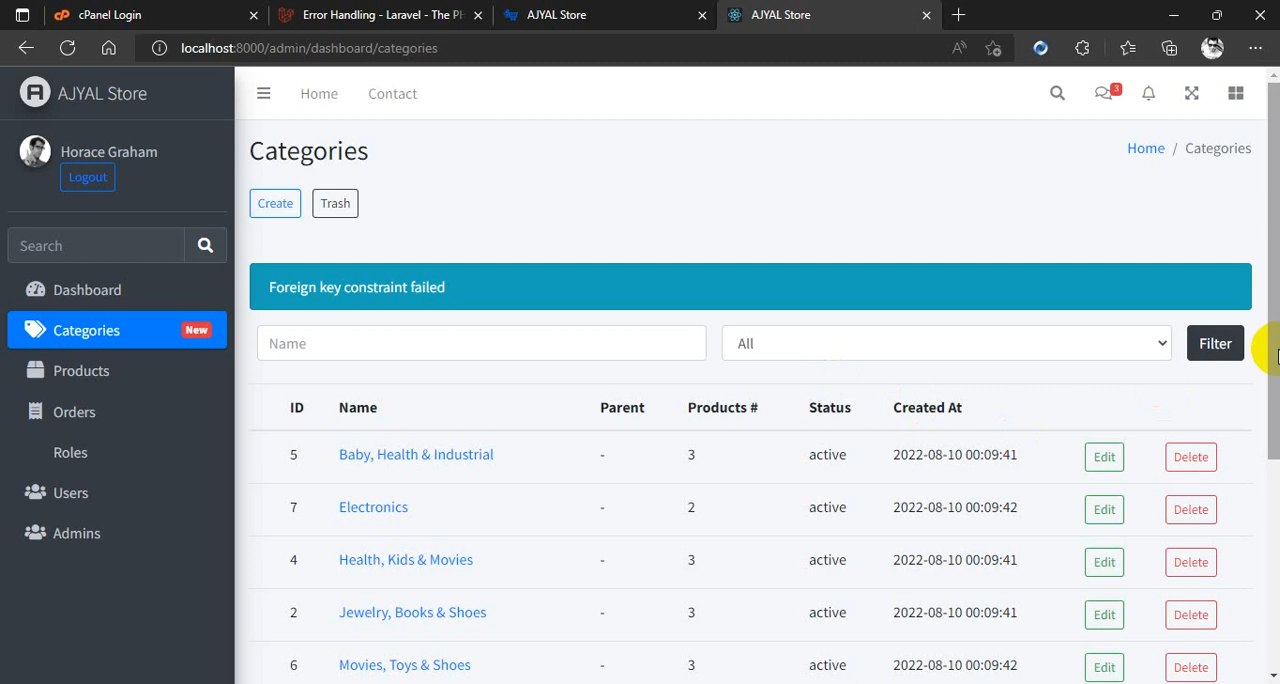 cPanel Login
Error Handling - Laravel - The PH
AJYAL Store
AJYAL Store
localhost:8000/admin/dashboard/categories
AJYAL Store
Home
Contact
3
Horace Graham
Logout
Categories
Home / Categories
Create
Trash
Search
Foreign key constraint failed
Dashboard
Categories
New
Products
Orders
Roles
Users
Admins
Name
All
Filter
ID Name Parent Products # Status Created At
5 Baby, Health & Industrial - 3 active 2022-08-10 00:09:41 Edit Delete
7 Electronics - 2 active 2022-08-10 00:09:42 Edit Delete
4 Health, Kids & Movies - 3 active 2022-08-10 00:09:41 Edit Delete
2 Jewelry, Books & Shoes - 3 active 2022-08-10 00:09:41 Edit Delete
6 Movies, Toys & Shoes - 3 active 2022-08-10 00:09:42 Edit Delete